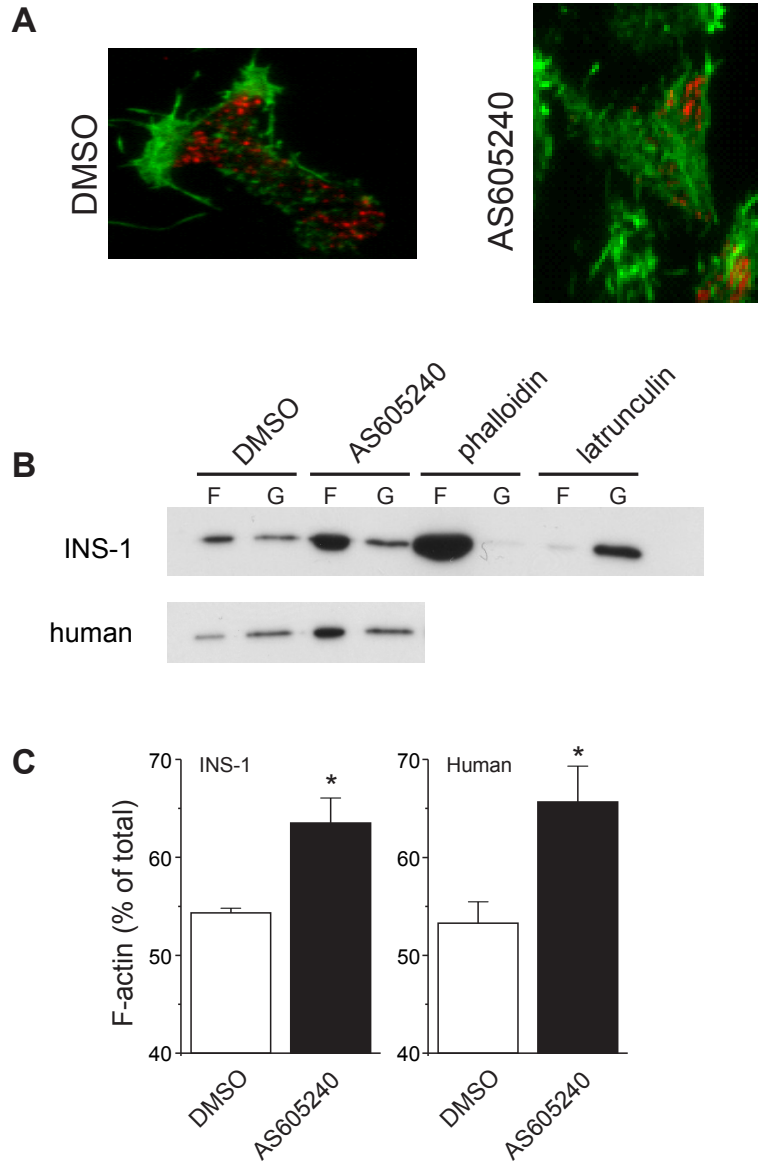 A
DMSO
AS605240
B
DMSO AS605240 phalloidin latrunculin
F G F G F G F G
INS-1
human
C
F-actin (% of total)
70
60
50
40
INS-1
*
DMSO
AS605240
70
60
50
40
Human
*
DMSO
AS605240